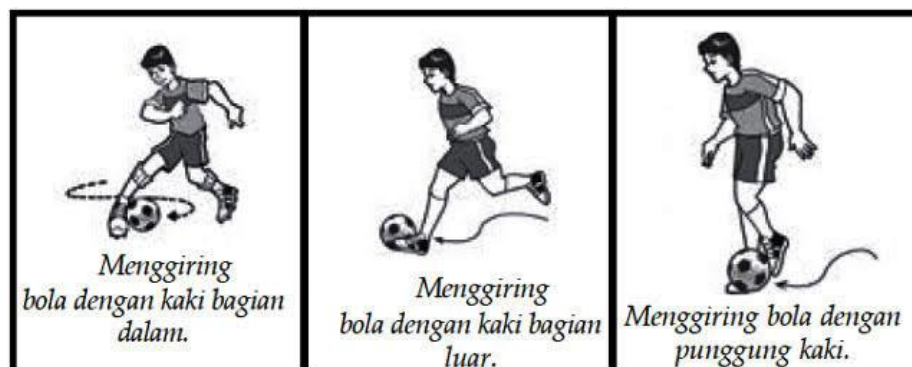 Menggiring
bola dengan kaki bagian
dalam.
Menggiring
bola dengan kaki bagian
luar.
Menggiring bola dengan
punggung kaki.